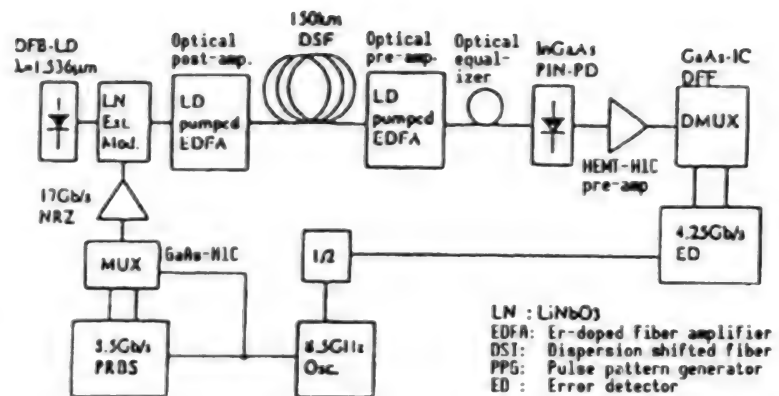 DFB-LD
λ=1.536μm
LN
Ext.
Mod.
Optical
post-amp.
LD
pumped
EDFA
150km
DSF
Optical
pre-amp.
LD
pumped
EDFA
Optical
equal-
izer
InGaAs
PIN-PD
HEMT-HIC
pre-amp
GaAs-IC
DFF
DMUX
17Gb/s
NRZ
GaAs-HIC
MUX
8.5Gb/s
PRBS
8.5GHz
Osc.
1/2
4.25Gb/s
ED
LN : LiNbO3
EDFA: Er-doped fiber amplifier
DSI: Dispersion shifted fiber
PPG: Pulse pattern generator
ED : Error detector